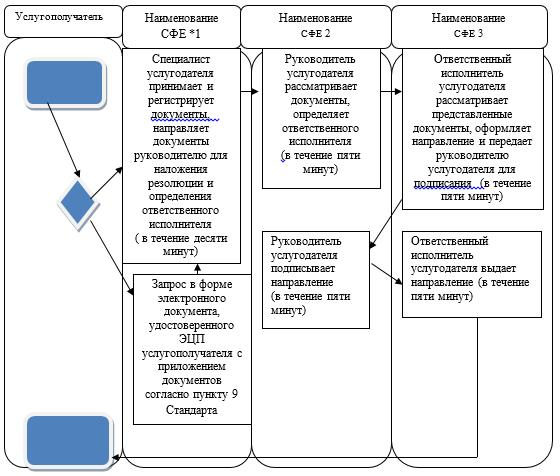 Услугополучатель
Наименование
СФЕ *1
Наименование
СФЕ 2
Наименование
СФЕ 3
Специалист
услугодателя
принимает и
регистрирует
документы,
направляет
документы
руководителю для
наложения
резолюции и
определения
ответственного
исполнителя
( в течение десяти
минут)
Руководитель
услугодателя
рассматривает
документы,
определяет
ответственного
исполнителя
(в течение пяти
минут)
Ответственный
исполнитель
услугодателя
рассматривает
представленные
документы, оформляет
направление и передает
руководителю
услугодателя для
подписания (в течение
пяти минут)
Запрос в форме
электронного
документа,
удостоверенного
ЭЦП
услугополучателя с
приложением
документов
согласно пункту 9
Стандарта
Руководитель
услугодателя
подписывает
направление
(в течение пяти
минут)
Ответственный
исполнитель
услугодателя выдает
направление (в течение
пяти минут)